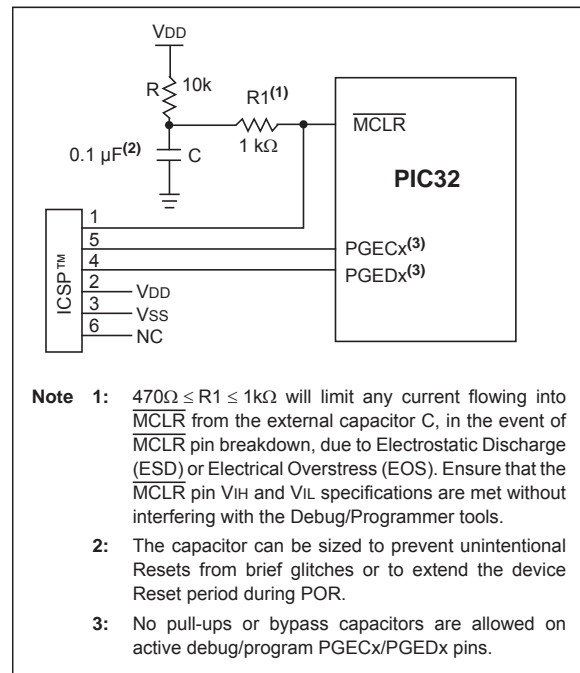 VDD
R 10k
R1(1)
1 kΩ
MCLR
0.1 µF(2) C
PIC32
ICSP™
1
5
4
2
3
6
PGECx(3)
PGEDx(3)
VDD
VSS
NC
Note 1: 470Ω ≤ R1 ≤ 1kΩ will limit any current flowing into
MCLR from the external capacitor C, in the event of
MCLR pin breakdown, due to Electrostatic Discharge
(ESD) or Electrical Overstress (EOS). Ensure that the
MCLR pin VIH and VIL specifications are met without
interfering with the Debug/Programmer tools.
2: The capacitor can be sized to prevent unintentional
Resets from brief glitches or to extend the device
Reset period during POR.
3: No pull-ups or bypass capacitors are allowed on
active debug/program PGECx/PGEDx pins.